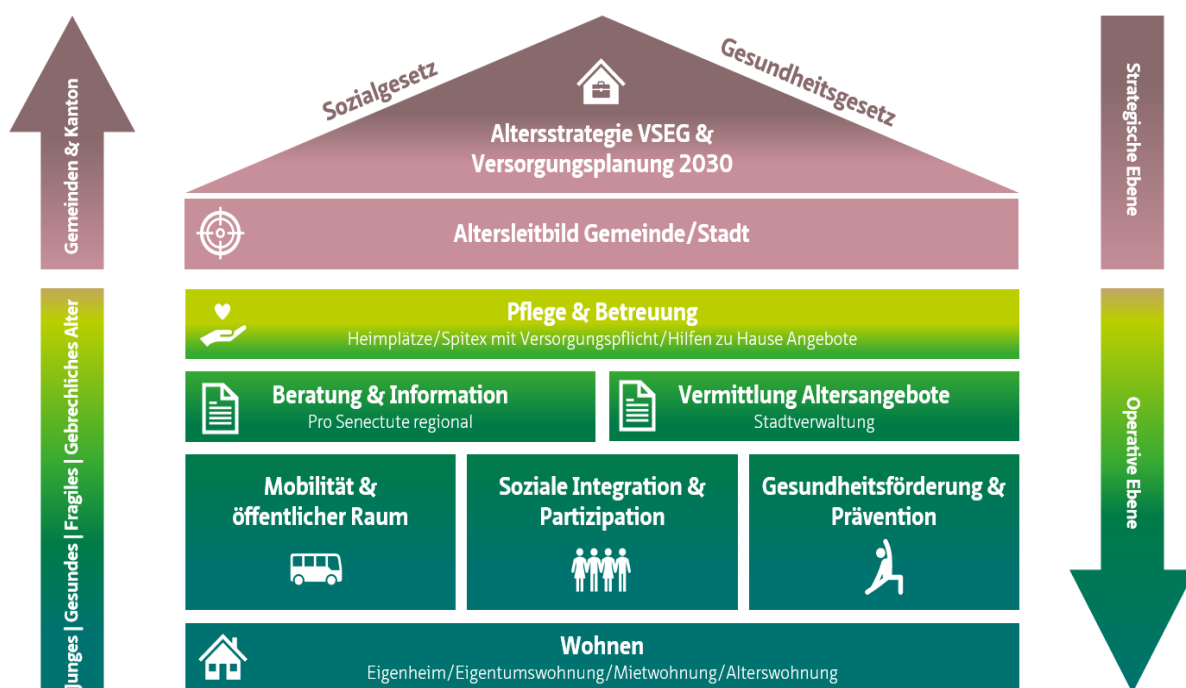 Sozialgesetz
Gesundheitsgesetz
Altersstrategie VSEG &
Versorgungsplanung 2030
Gemeinden & Kanton
Strategische Ebene
Altersleitbild Gemeinde/Stadt
Pflege & Betreuung
Heimplätze/Spitex mit Versorgungspflicht/Hilfen zu Hause Angebote
Beratung & Information
Pro Senectute regional
Vermittlung Altersangebote
Stadtverwaltung
Junges | Gesundes | Fragiles | Gebrechliches Alter
Operative Ebene
Mobilität &
öffentlicher Raum
Soziale Integration &
Partizipation
Gesundheitsförderung &
Prävention
Wohnen
Eigenheim/Eigentumswohnung/Mietwohnung/Alterswohnung